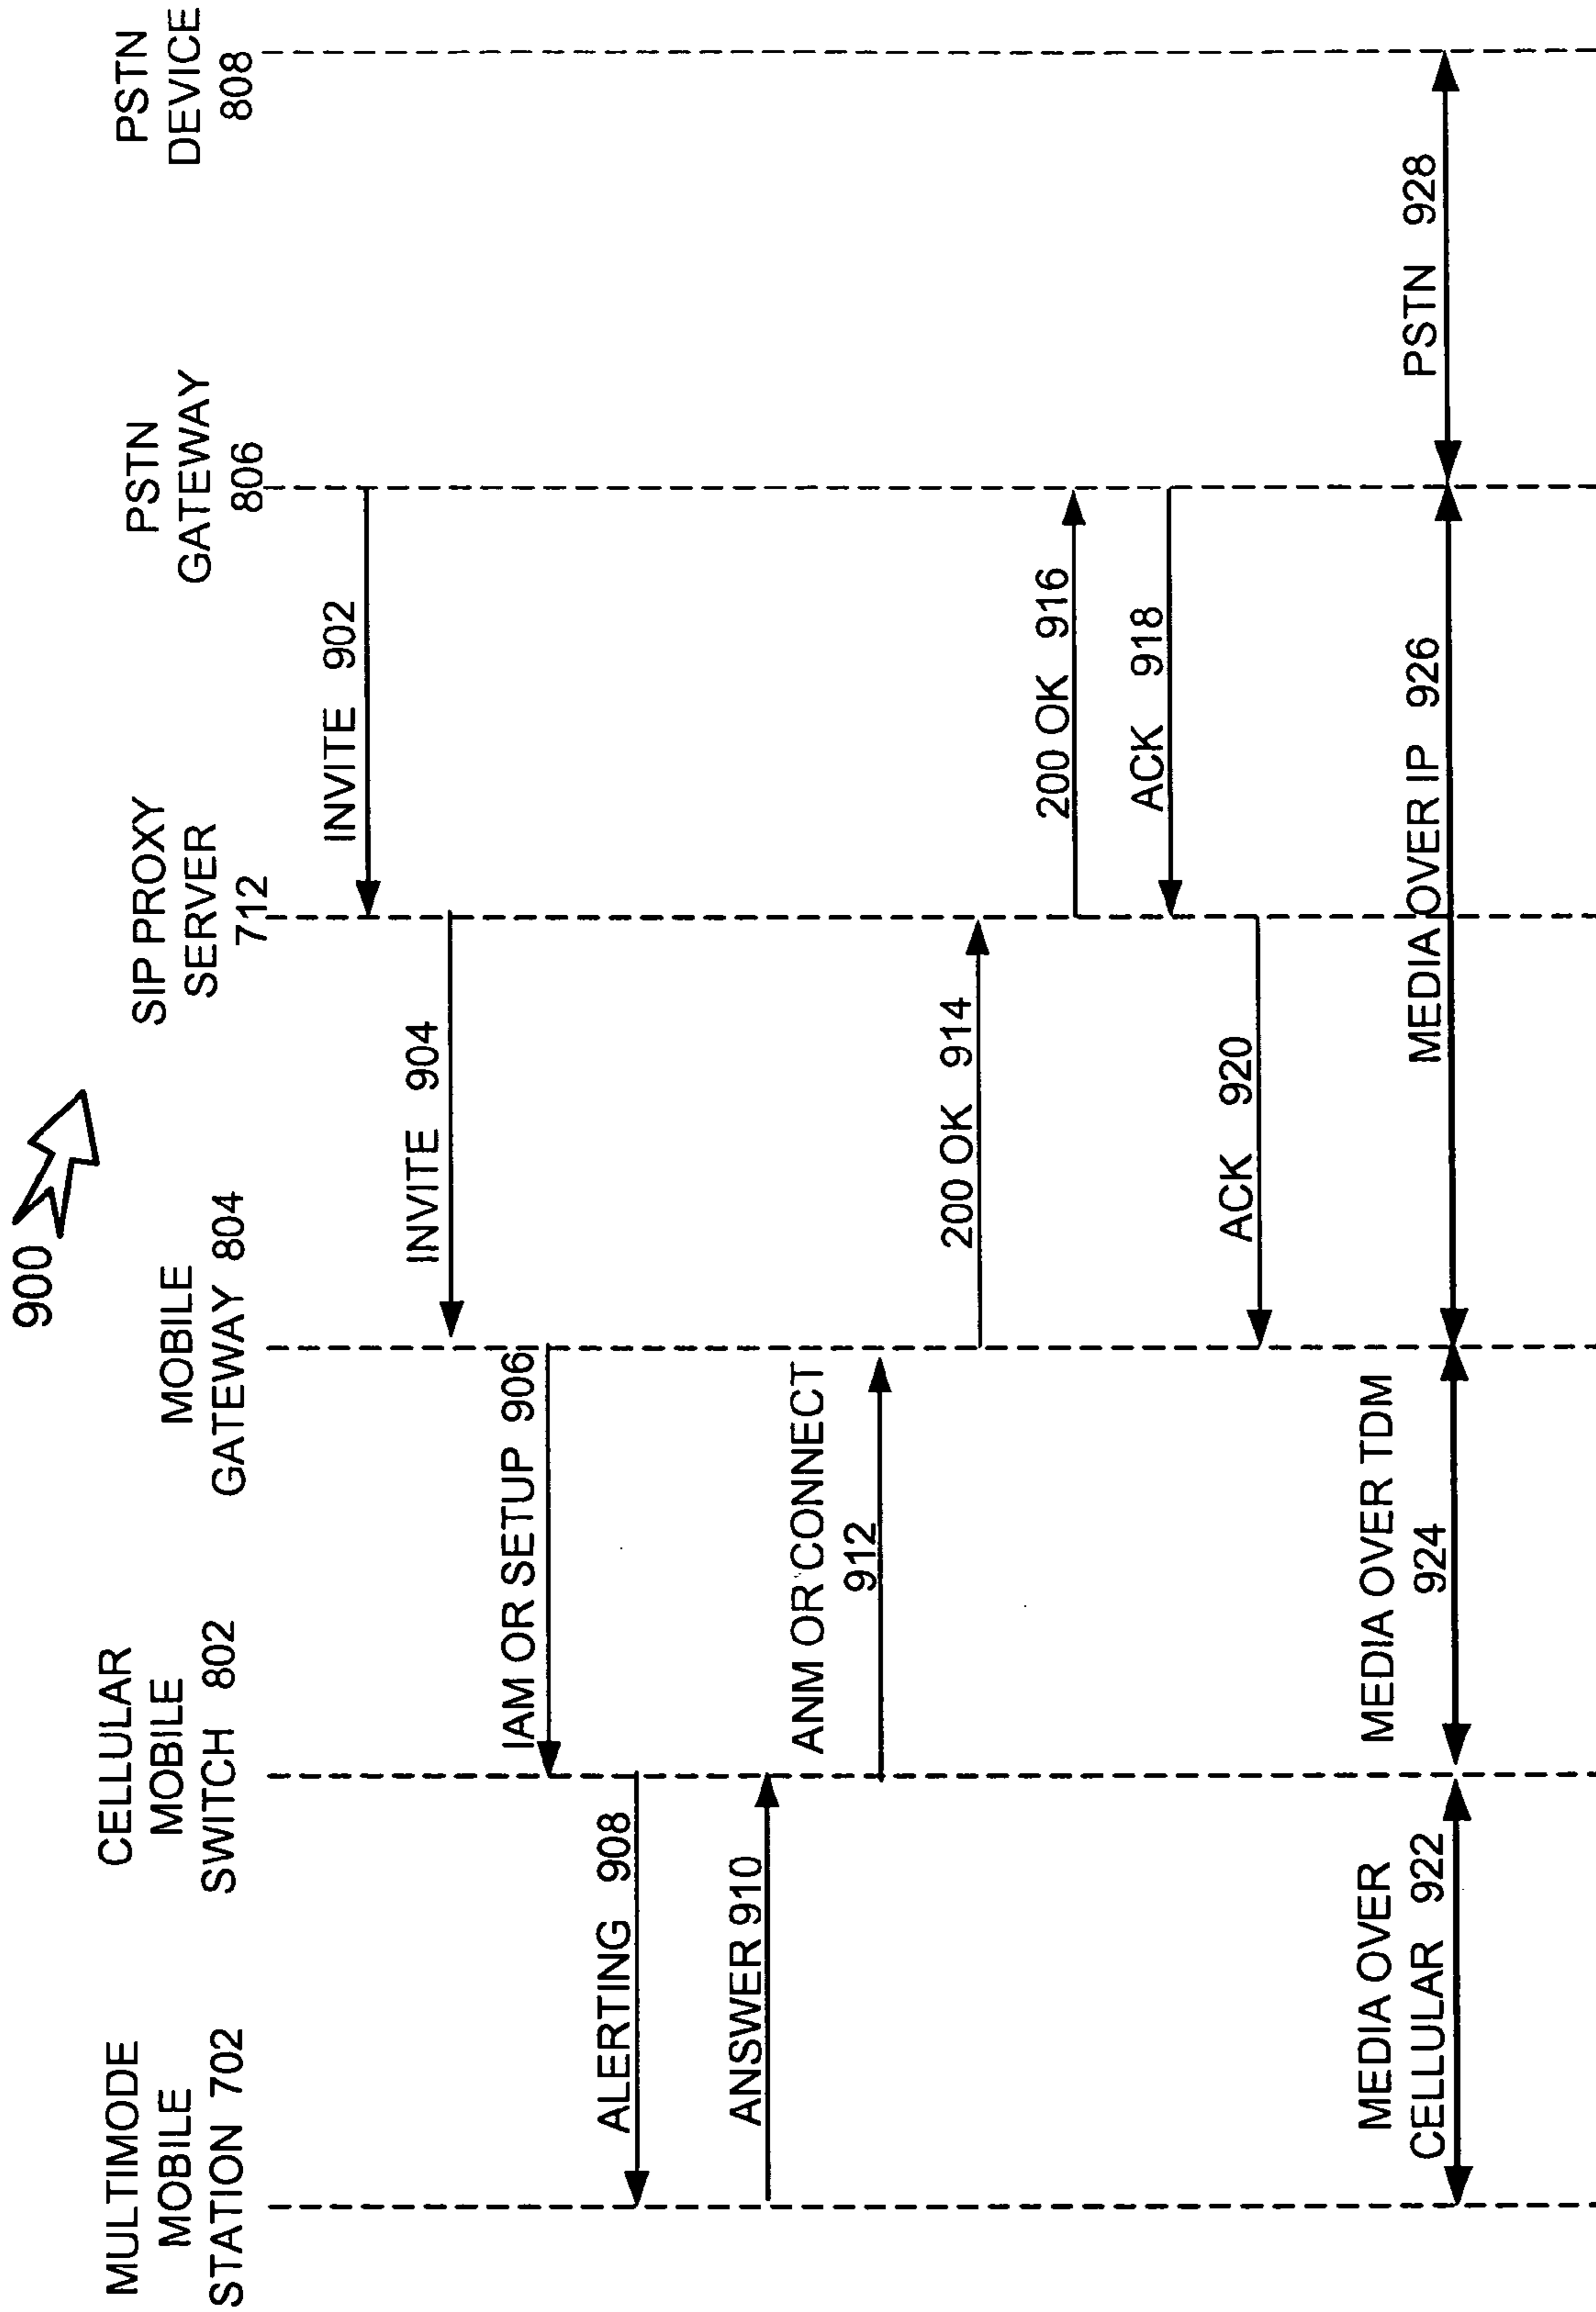 900
MULTIMODE
MOBILE
STATION 702
CELLULAR
MOBILE
SWITCH 802
MOBILE
GATEWAY 804
SIP PROXY
SERVER
712
PSTN
GATEWAY
806
PSTN
DEVICE
808
INVITE 902
INVITE 904
IAM OR SETUP 906
ALERTING 908
ANSWER 910
ANM OR CONNECT
912
200 OK 914
200 OK 916
ACK 918
ACK 920
MEDIA OVER
CELLULAR 922
MEDIA OVER TDM
924
MEDIA OVER IP 926
PSTN 928